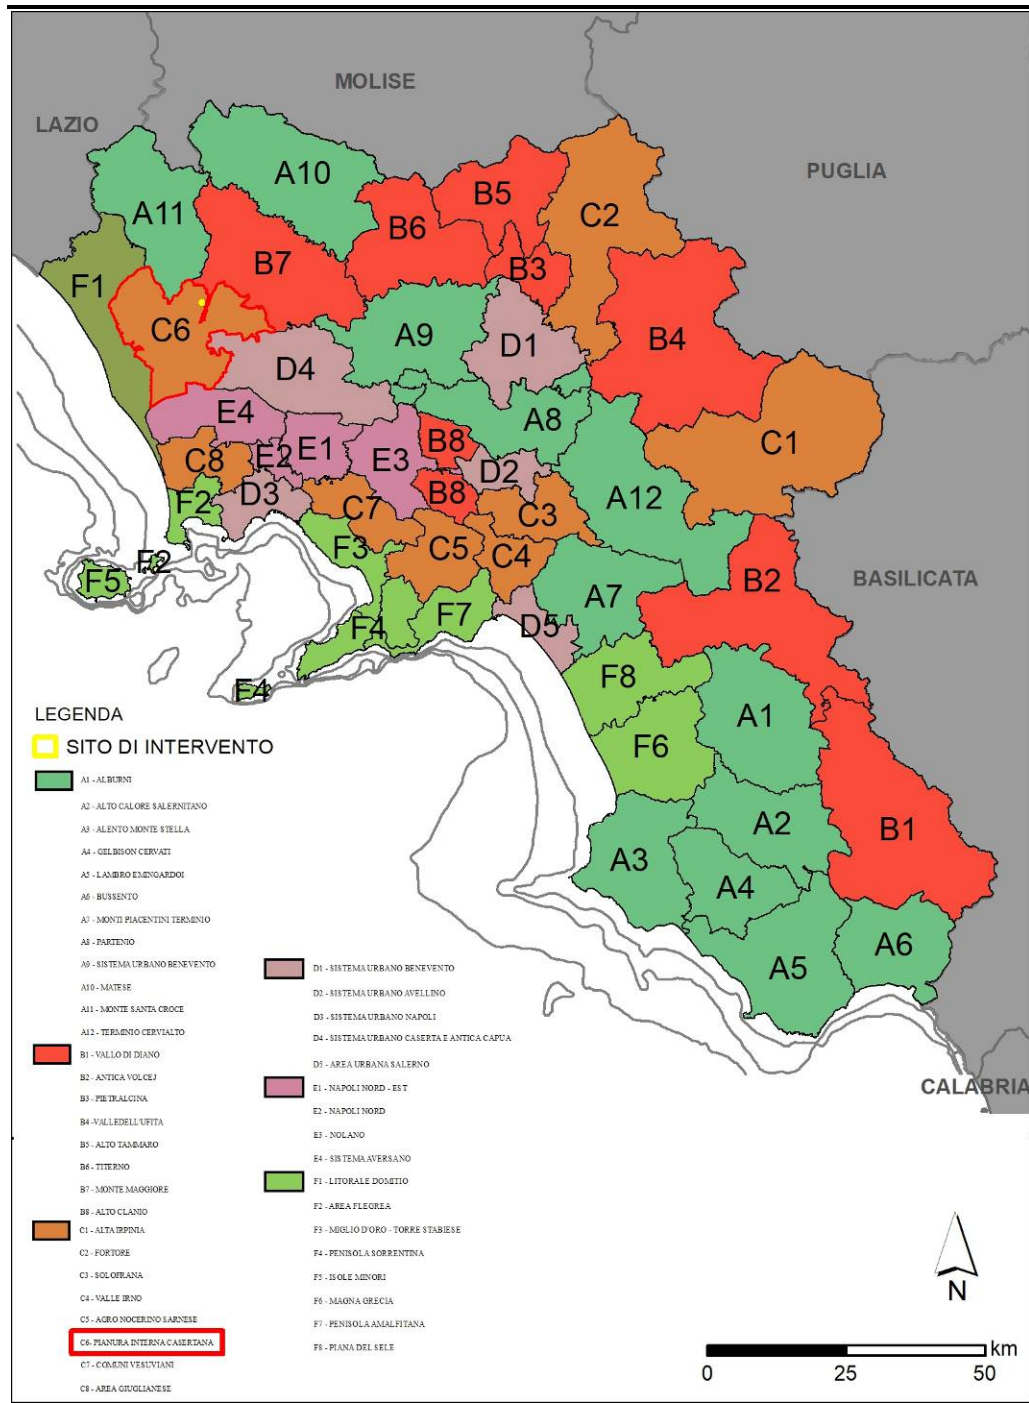 MOLISE
LAZIO
PUGLIA
A10
B5
C2
A11
B6
B7
B3
F1
C6
A9
D1
B4
D4
A8
E4
B8
C1
C8
E2
E1
E3
D2
F2
D3
B8
A12
C7
C3
F3
C5
C4
F2
F5
BASILICATA
B2
A7
F7
F4
D5
F8
F4
A1
F6
LEGENDA
SITO DI INTERVENTO
A1 - ALBURNI
A2 - ALTO CALORE SALERNITANO
A3 - ALENTO MONTE STELLA
A4 - GELBISON CERVATI
A5 - LAMBRO E MINGARDOI
A6 - BUSSENTO
A7 - MONTI PIACENTINI TERMINIO
A8 - PARTENIO
A9 - SISTEMA URBANO BENEVENTO
A10 - MATESE
A11 - MONTE SANTA CROCE
A12 - TERMINIO CERVIALTO
B1 - VALLO DI DIANO
B2 - ANTICA VOLCEJ
B3 - PIETRALCINA
B4 -VALLEDELL'UFITA
B5 - ALTO TAMMARO
B6 - TITERNO
B7 - MONTE MAGGIORE
B8 - ALTO CLANIO
C1 - ALTA IRPINIA
C2 - FORTORE
C3 - SOLOFRANA
C4 - VALLE IRNO
C5 - AGRO NOCERINO SARNESE
C6- PIANURA INTERNA CASERTANA
C7 - COMUNI VESUVIANI
C8 - AREA GIUGLIANESE
D1 - SISTEMA URBANO BENEVENTO
D2 - SISTEMA URBANO AVELLINO
D3 - SISTEMA URBANO NAPOLI
D4 - SISTEMA URBANO CASERTA E ANTICA CAPUA
D5 - AREA URBANA SALERNO
E1 - NAPOLI NORD - EST
E2 - NAPOLI NORD
E3 - NOLANO
E4 - SISTEMA AVERSANO
F1 - LITORALE DOMITIO
F2 - AREA FLEGREA
F3 - MIGLIO D'ORO - TORRE STABIESE
F4 - PENISOLA SORRENTINA
F5 - ISOLE MINORI
F6 - MAGNA GRECIA
F7 - PENISOLA AMALFITANA
F8 - PIANA DEL SELE
A2
B1
A3
A4
A6
A5
CALABRIA
N
km
0 25 50